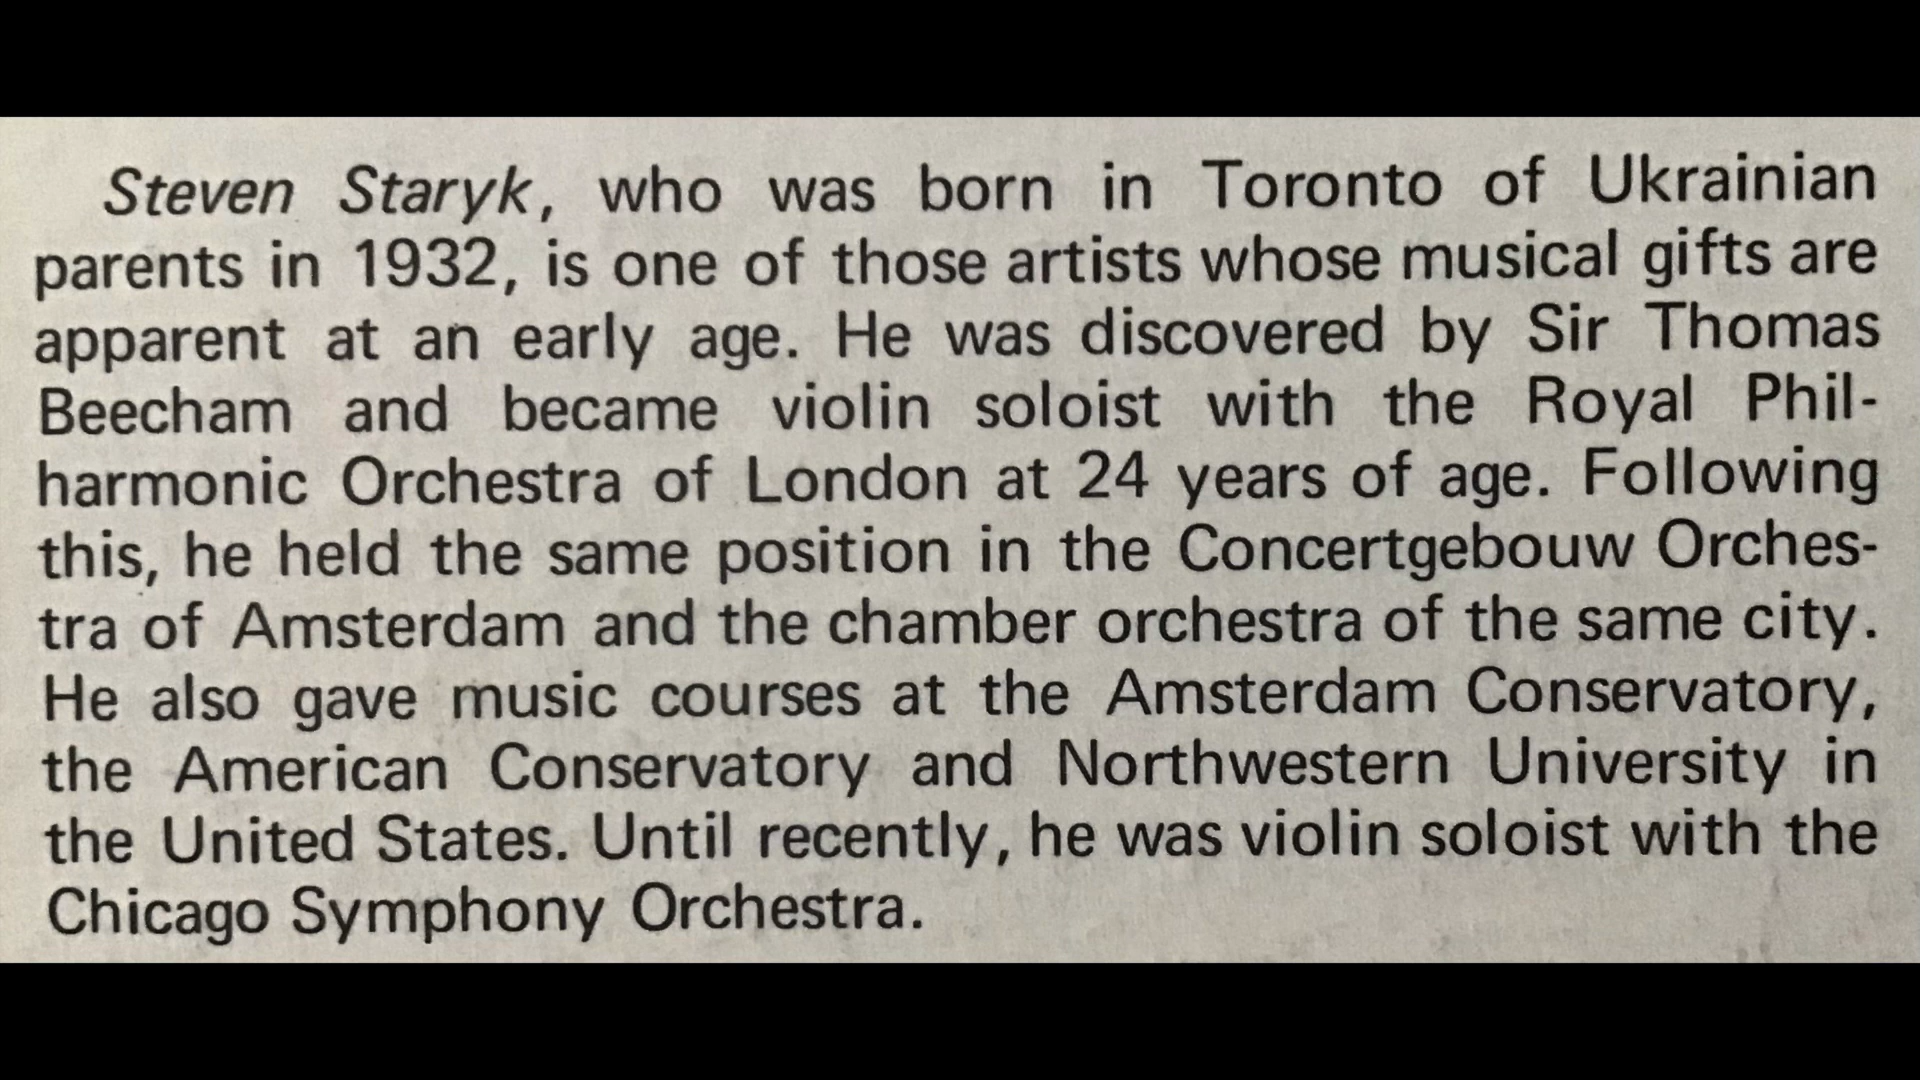 Steven Staryk, who was born in Toronto of Ukrainian
parents in 1932, is one of those artists whose musical gifts are
apparent at an early age. He was discovered by Sir Thomas
Beecham and became violin soloist with the Royal Phil-
harmonic Orchestra of London at 24 years of age. Following
this, he held the same position in the Concertgebouw Orches-
tra of Amsterdam and the chamber orchestra of the same city.
He also gave music courses at the Amsterdam Conservatory,
the American Conservatory and Northwestern University in
the United States. Until recently, he was violin soloist with the
Chicago Symphony Orchestra.